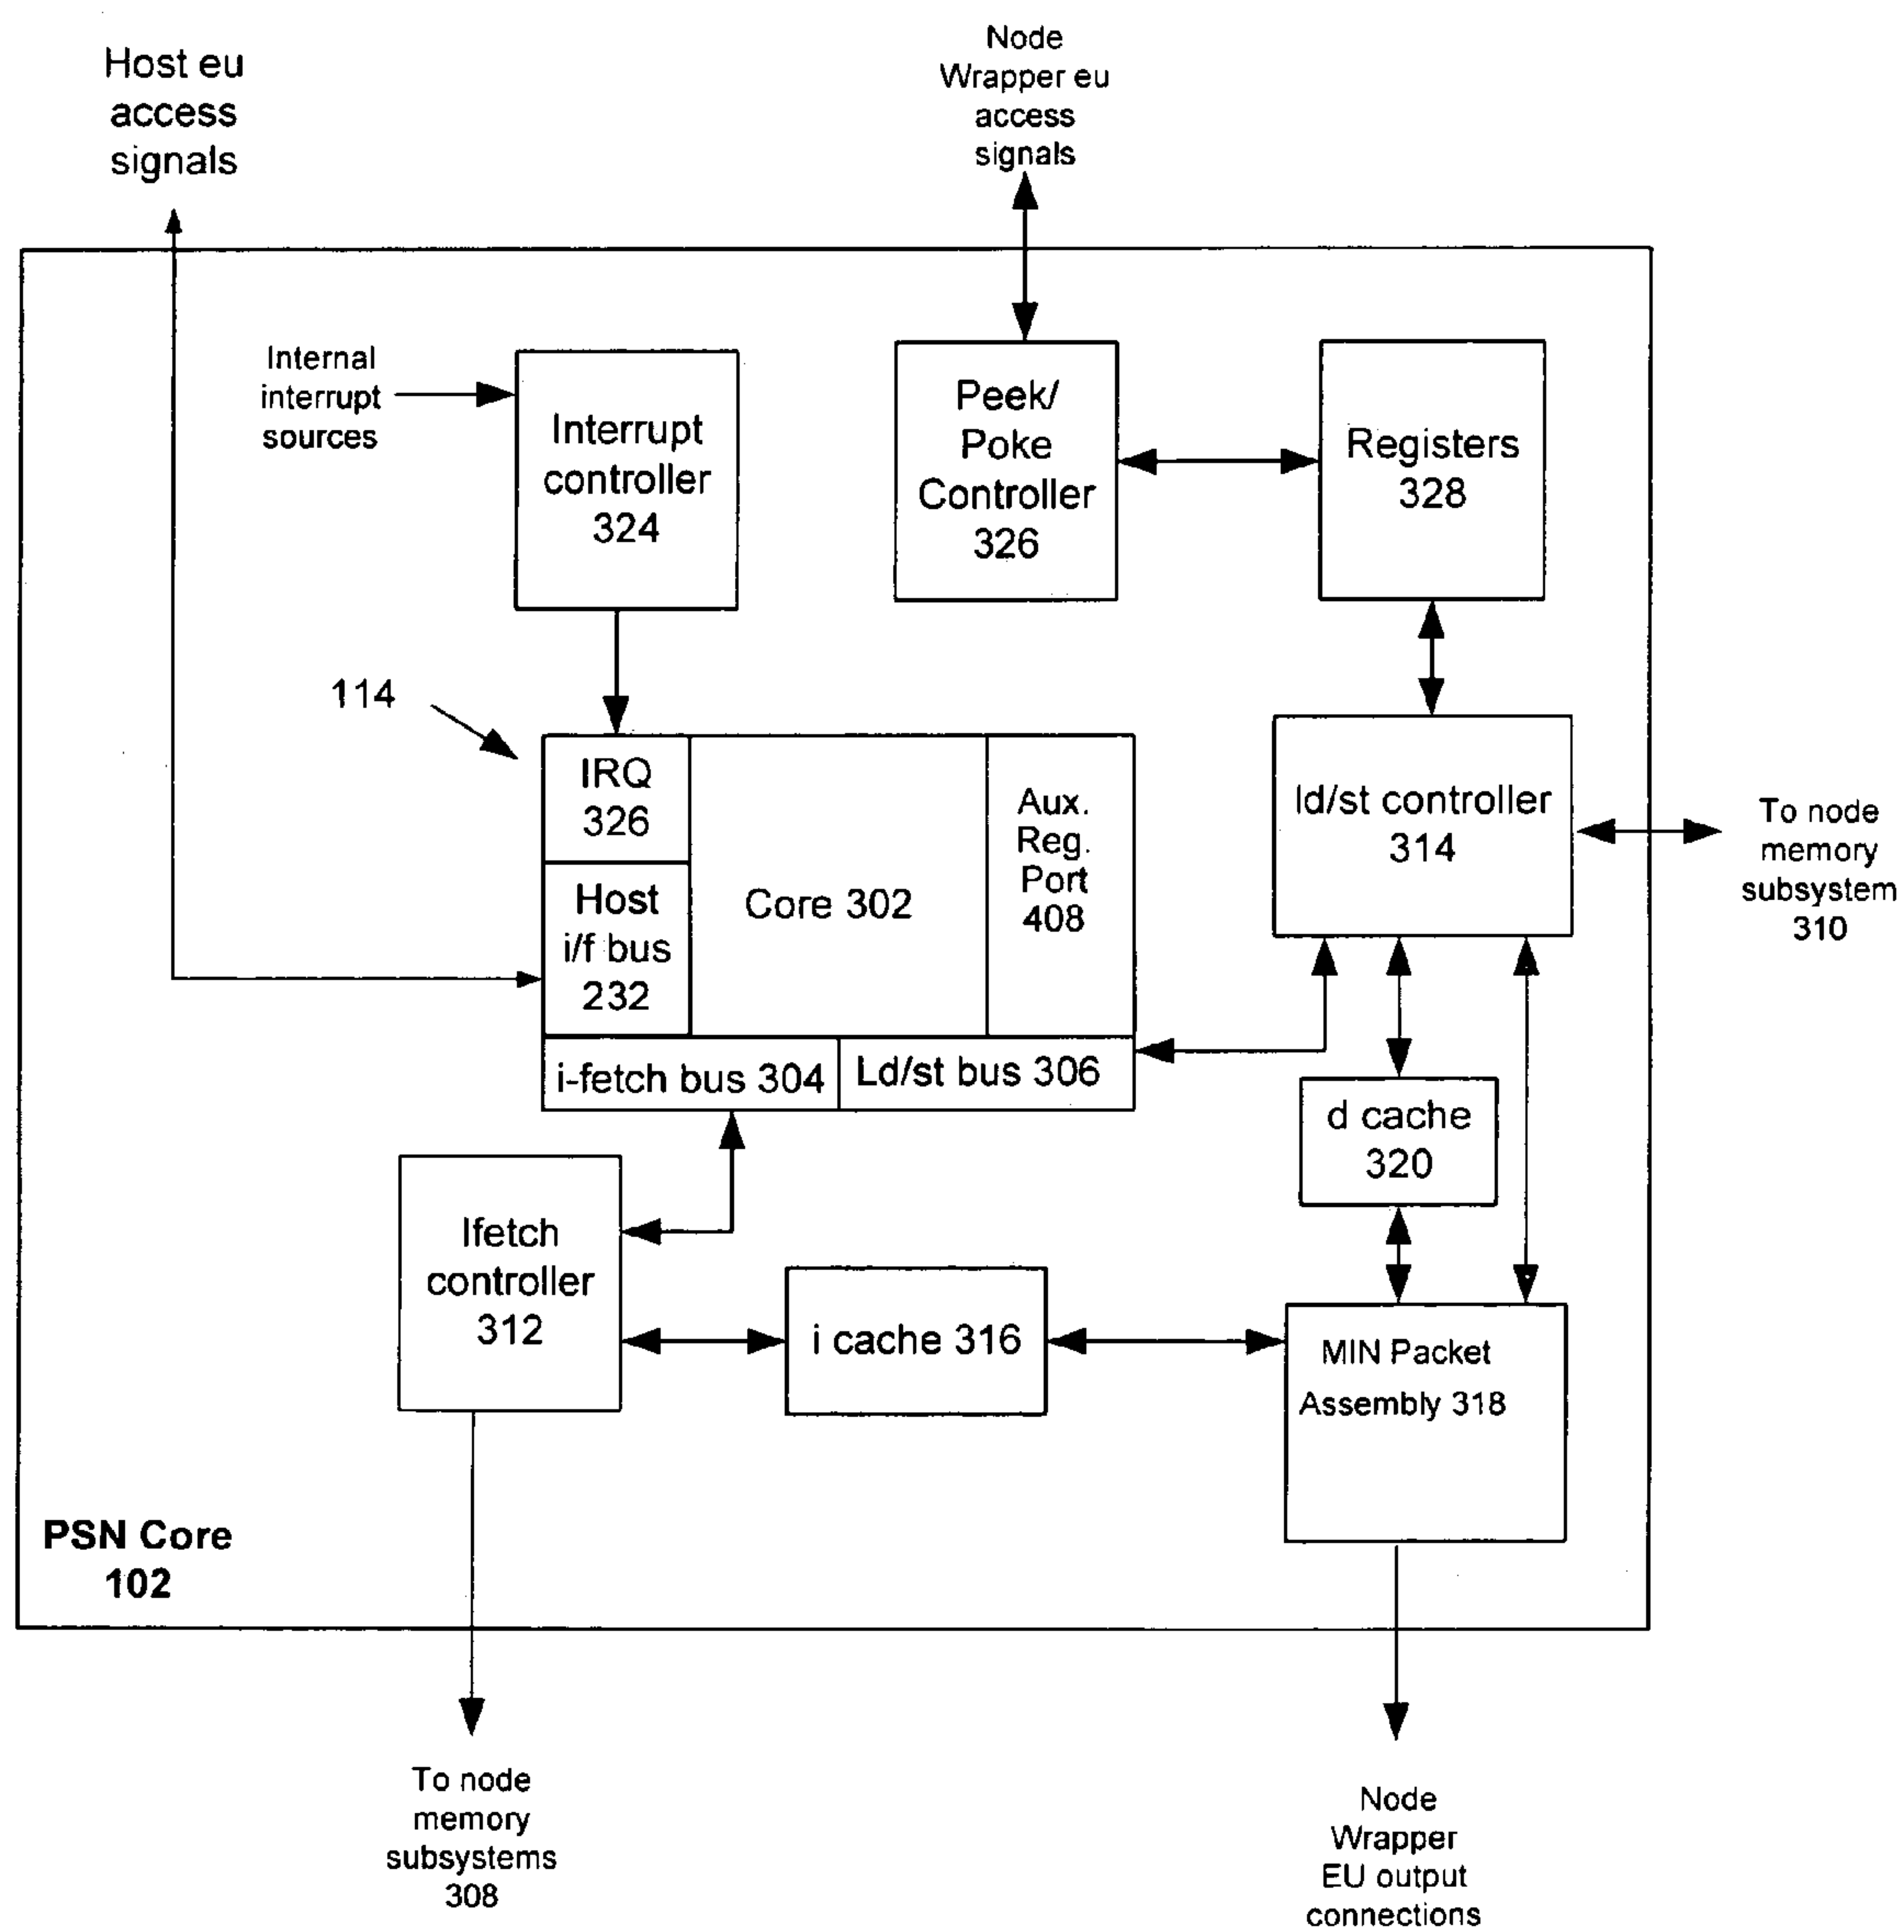 Host eu
access
signals
Node
Wrapper eu
access
signals
Internal
interrupt
sources
Interrupt
controller
324
Peek/
Poke
Controller
326
Registers
328
114
IRQ
326
Host
i/f bus
232
Core 302
Aux.
Reg.
Port
408
i-fetch bus 304
Ld/st bus 306
ld/st controller
314
To node
memory
subsystem
310
d cache
320
Ifetch
controller
312
i cache 316
MIN Packet
Assembly 318
PSN Core
102
To node
memory
subsystems
308
Node
Wrapper
EU output
connections